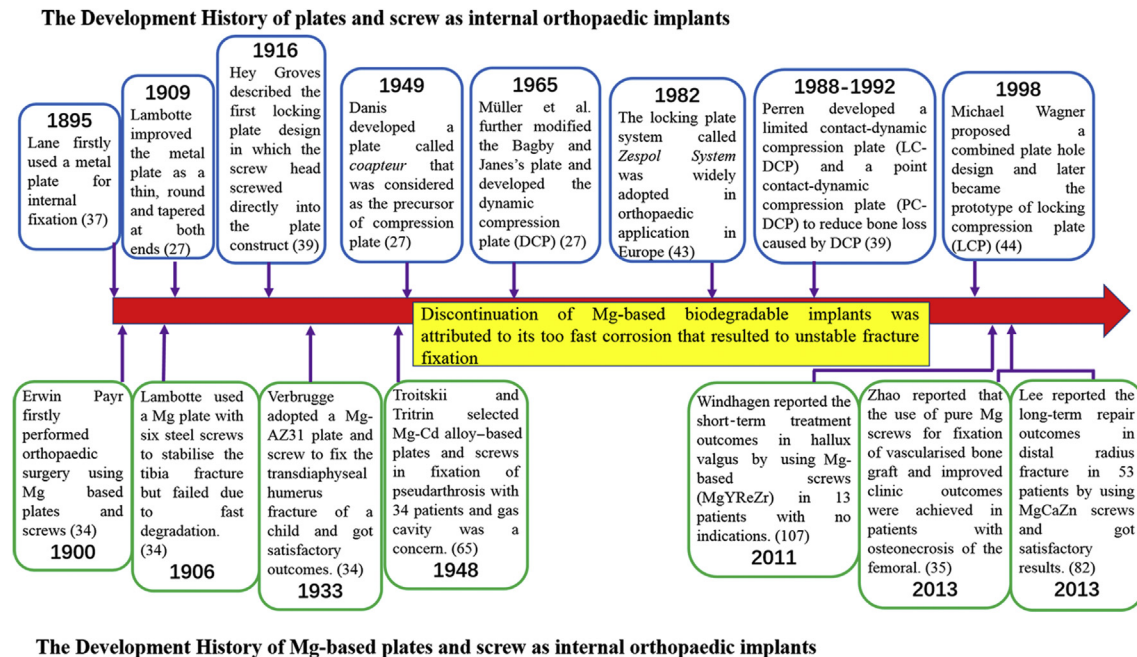 The Development History of plates and screw as internal orthopaedic implants
1895
Lane firstly
used a metal
plate for
internal
fixation (37)
1909
Lambotte
improved
the metal
plate as a
thin, round
and tapered
at both
ends (27)
1916
Hey Groves
described the
first locking
plate design
in which the
screw head
screwed
directly into
the plate
construct (39)
1949
Danis
developed a
plate called
coapteur that
was considered
as the precursor
of compression
plate (27)
1965
Müller et al.
further modified
the Bagby and
Janes's plate and
developed the
dynamic
compression
plate (DCP) (27)
1982
The locking plate
system called
Zespol System
was widely
adopted in
orthopaedic
application in
Europe (43)
1988-1992
Perren developed a
limited contact-dynamic
compression plate (LC-
DCP) and a point
contact-dynamic
compression plate (PC-
DCP) to reduce bone loss
caused by DCP (39)
1998
Michael Wagner
proposed a
combined plate hole
design and later
became the
prototype of locking
compression plate
(LCP) (44)
Discontinuation of Mg-based biodegradable implants was
attributed to its too fast corrosion that resulted to unstable fracture
fixation
Erwin Payr
firstly
performed
orthopaedic
surgery using
Mg based
plates and
screws (34)
1900
Lambotte used
a Mg plate with
six steel screws
to stabilise the
tibia fracture
but failed due
to fast
degradation.
(34)
1906
Verbrugge
adopted a Mg-
AZ31 plate and
screw to fix the
transdiaphyseal
humerus
fracture of a
child and got
satisfactory
outcomes. (34)
1933
Troitskii and
Tritrin selected
Mg-Cd alloy–based
plates and screws
in fixation of
pseudarthrosis with
34 patients and gas
cavity was a
concern. (65)
1948
Windhagen reported the
short-term treatment
outcomes in hallux
valgus by using Mg-
based screws
(MgYReZr) in 13
patients with no
indications. (107)
2011
Zhao reported that
the use of pure Mg
screws for fixation
of vascularised bone
graft and improved
clinic outcomes
were achieved in
patients with
osteonecrosis of the
femoral. (35)
2013
Lee reported the
long-term repair
outcomes in
distal radius
fracture in 53
patients by using
MgCaZn screws
and got
satisfactory
results. (82)
2013
The Development History of Mg-based plates and screw as internal orthopaedic implants